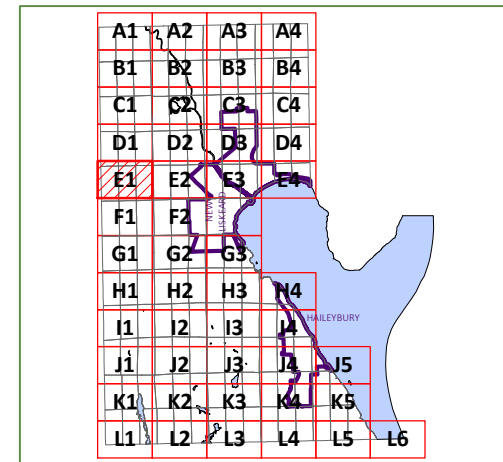 A1 A2 A3 A4
B1 B2 B3 B4
C1 C2 C3 C4
D1 D2 D3 D4
E1 E2 E3 E4
F1 F2
NEW
LISKEARD
G1 G2 G3
H1 H2 H3 H4
HAILEYBURY
I1 I2 I3 I4
J1 J2 J3 J4 J5
K1 K2 K3 K4 K5
L1 L2 L3 L4 L5 L6